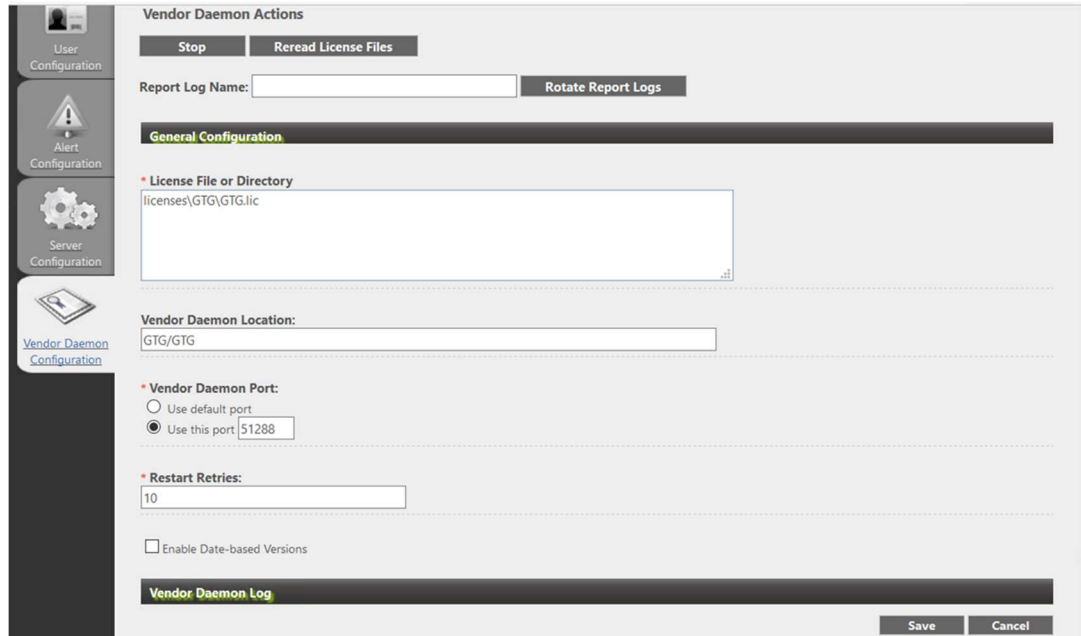 Vendor Daemon Actions
User
Configuration
Stop
Reread License Files
Report Log Name:
Rotate Report Logs
Alert
Configuration
General Configuration
* License File or Directory
licenses\GTG\GTG.lic
Server
Configuration
Vendor Daemon Location:
GTG/GTG
Vendor Daemon
Configuration
* Vendor Daemon Port:
Use default port
Use this port 51288
* Restart Retries:
10
Enable Date-based Versions
Vendor Daemon Log
Save
Cancel